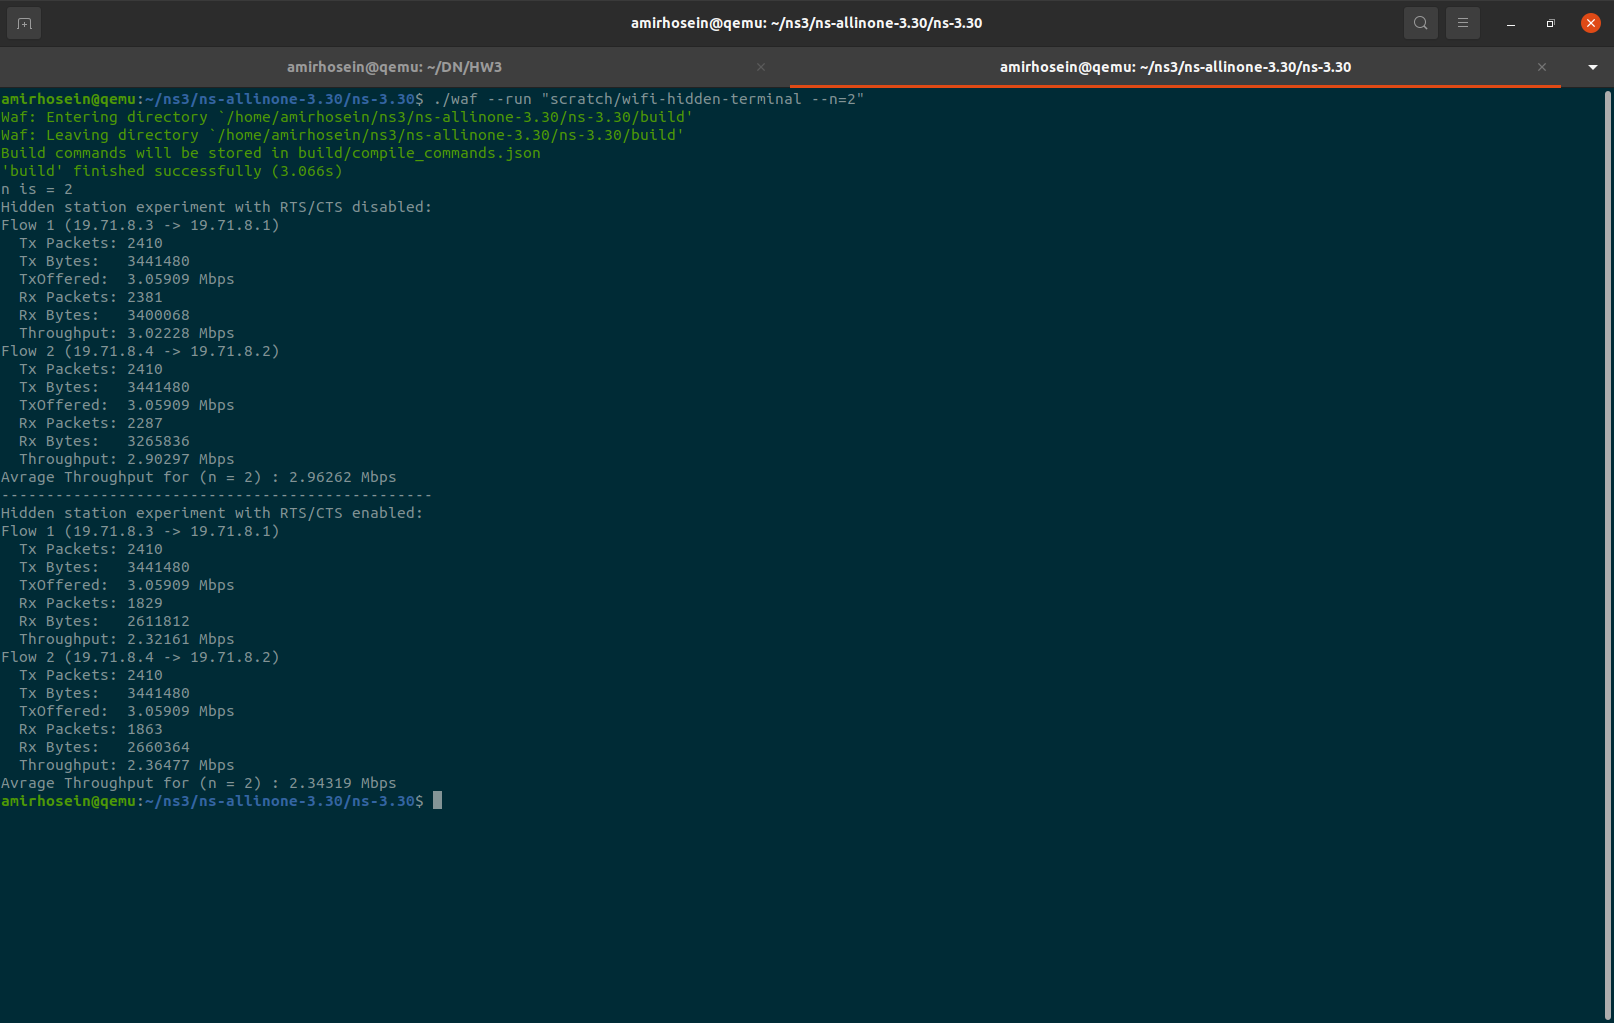 amirhosein@qemu: ~/ns3/ns-allinone-3.30/ns-3.30
amirhosein@qemu: ~/DN/HW3
amirhosein@qemu: ~/ns3/ns-allinone-3.30/ns-3.30
amirhosein@qemu:~/ns3/ns-allinone-3.30/ns-3.30$ ./waf --run "scratch/wifi-hidden-terminal --n=2"
Waf: Entering directory `/home/amirhosein/ns3/ns-allinone-3.30/ns-3.30/build'
Waf: Leaving directory `/home/amirhosein/ns3/ns-allinone-3.30/ns-3.30/build'
Build commands will be stored in build/compile_commands.json
'build' finished successfully (3.066s)
n is = 2
Hidden station experiment with RTS/CTS disabled:
Flow 1 (19.71.8.3 -> 19.71.8.1)
  Tx Packets: 2410
  Tx Bytes:   3441480
  TxOffered:  3.05909 Mbps
  Rx Packets: 2381
  Rx Bytes:   3400068
  Throughput: 3.02228 Mbps
Flow 2 (19.71.8.4 -> 19.71.8.2)
  Tx Packets: 2410
  Tx Bytes:   3441480
  TxOffered:  3.05909 Mbps
  Rx Packets: 2287
  Rx Bytes:   3265836
  Throughput: 2.90297 Mbps
Avrage Throughput for (n = 2) : 2.96262 Mbps
------------------------------------------------
Hidden station experiment with RTS/CTS enabled:
Flow 1 (19.71.8.3 -> 19.71.8.1)
  Tx Packets: 2410
  Tx Bytes:   3441480
  TxOffered:  3.05909 Mbps
  Rx Packets: 1829
  Rx Bytes:   2611812
  Throughput: 2.32161 Mbps
Flow 2 (19.71.8.4 -> 19.71.8.2)
  Tx Packets: 2410
  Tx Bytes:   3441480
  TxOffered:  3.05909 Mbps
  Rx Packets: 1863
  Rx Bytes:   2660364
  Throughput: 2.36477 Mbps
Avrage Throughput for (n = 2) : 2.34319 Mbps
amirhosein@qemu:~/ns3/ns-allinone-3.30/ns-3.30$